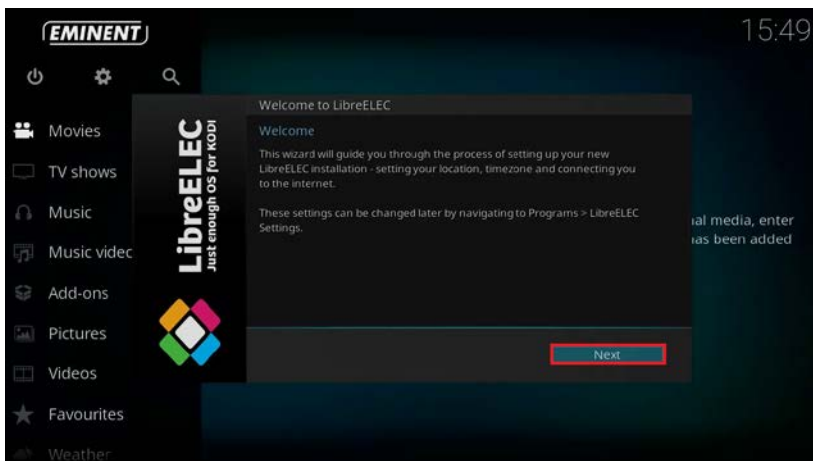 EMINENT
15:49
Welcome to LibreELEC
Welcome
This wizard will guide you through the process of setting up your new
LibreELEC installation - setting your location, timezone and connecting you
to the internet.
These settings can be changed later by navigating to Programs > LibreELEC
Settings.
Next
LibreELEC
Just enough OS for KODI
Movies
TV shows
Music
Music videc
Add-ons
Pictures
Videos
Favourites
Weather
al media, enter
as been added